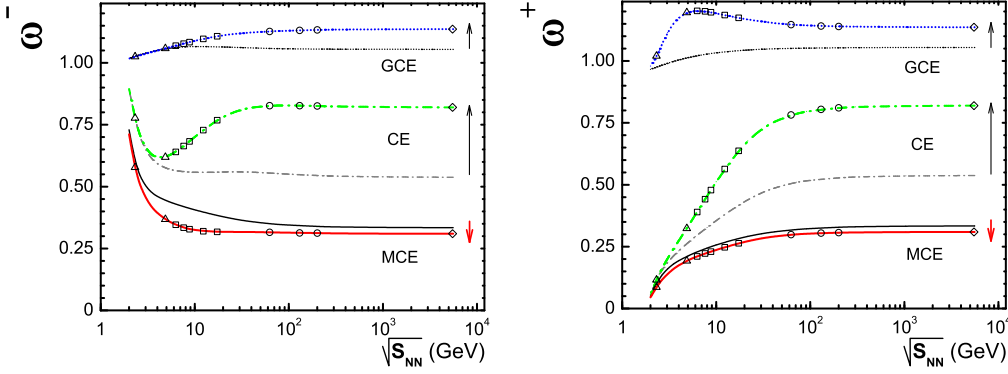 ω⁻
1.00
0.75
0.50
0.25
0
GCE
CE
MCE
1 10 10² 10³ 10⁴
√S_NN (GeV)
ω⁺
1.00
0.75
0.50
0.25
0
GCE
CE
MCE
1 10 10² 10³ 10⁴
√S_NN (GeV)